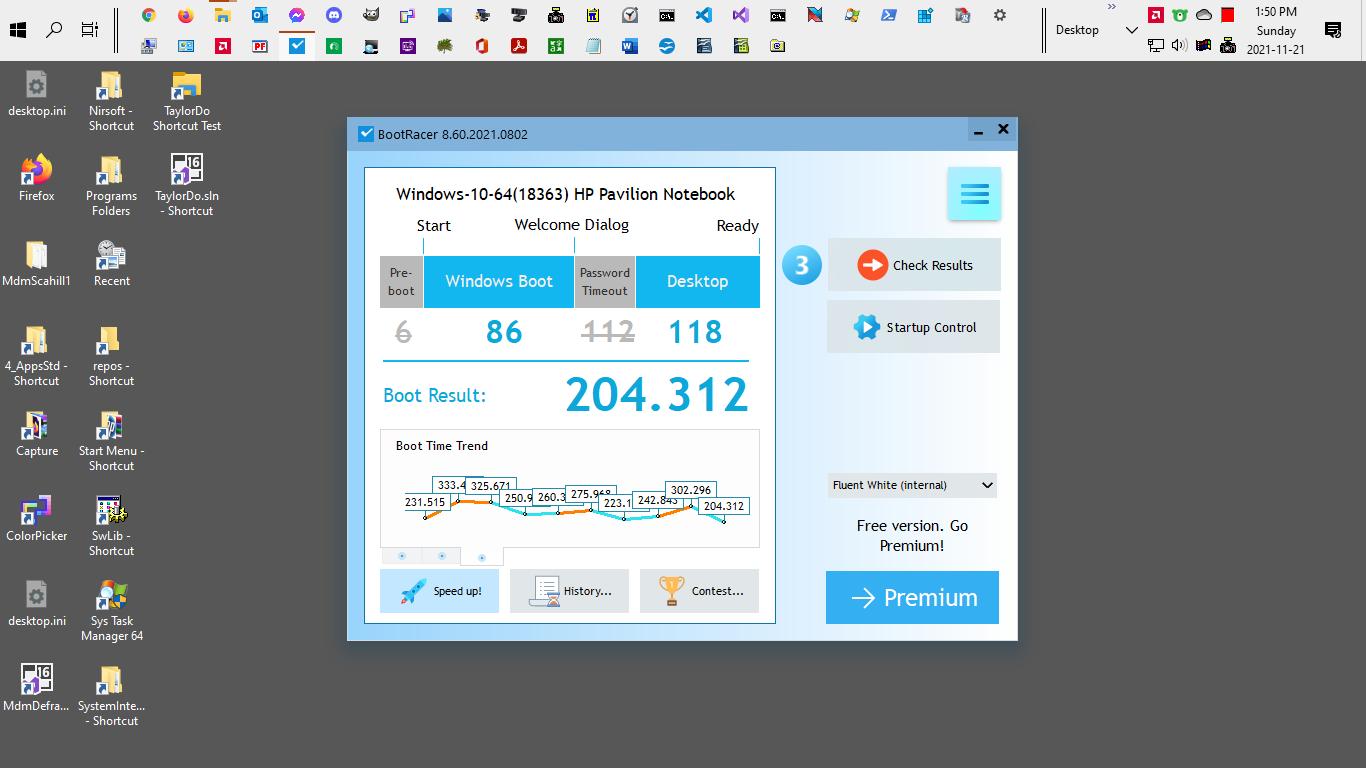 Desktop
1:50 PM
Sunday
2021-11-21
desktop.ini
Nirsoft -
Shortcut
TaylorDo
Shortcut Test
Firefox
Programs
Folders
TaylorDo.sln
- Shortcut
MdmScahill1
Recent
4_AppsStd -
Shortcut
repos -
Shortcut
Capture
Start Menu -
Shortcut
ColorPicker
SwLib -
Shortcut
desktop.ini
Sys Task
Manager 64
MdmDefra...
SystemInte...
- Shortcut
BootRacer 8.60.2021.0802
Windows-10-64(18363) HP Pavilion Notebook
Start
Welcome Dialog
Ready
Pre-
boot
Windows Boot
Password
Timeout
Desktop
6
86
112
118
Boot Result:
204.312
Boot Time Trend
231.515
333.4
325.671
250.9
260.3
275.968
223.1
242.843
302.296
204.312
Speed up!
History...
Contest...
3
Check Results
Startup Control
Fluent White (internal)
Free version. Go
Premium!
Premium